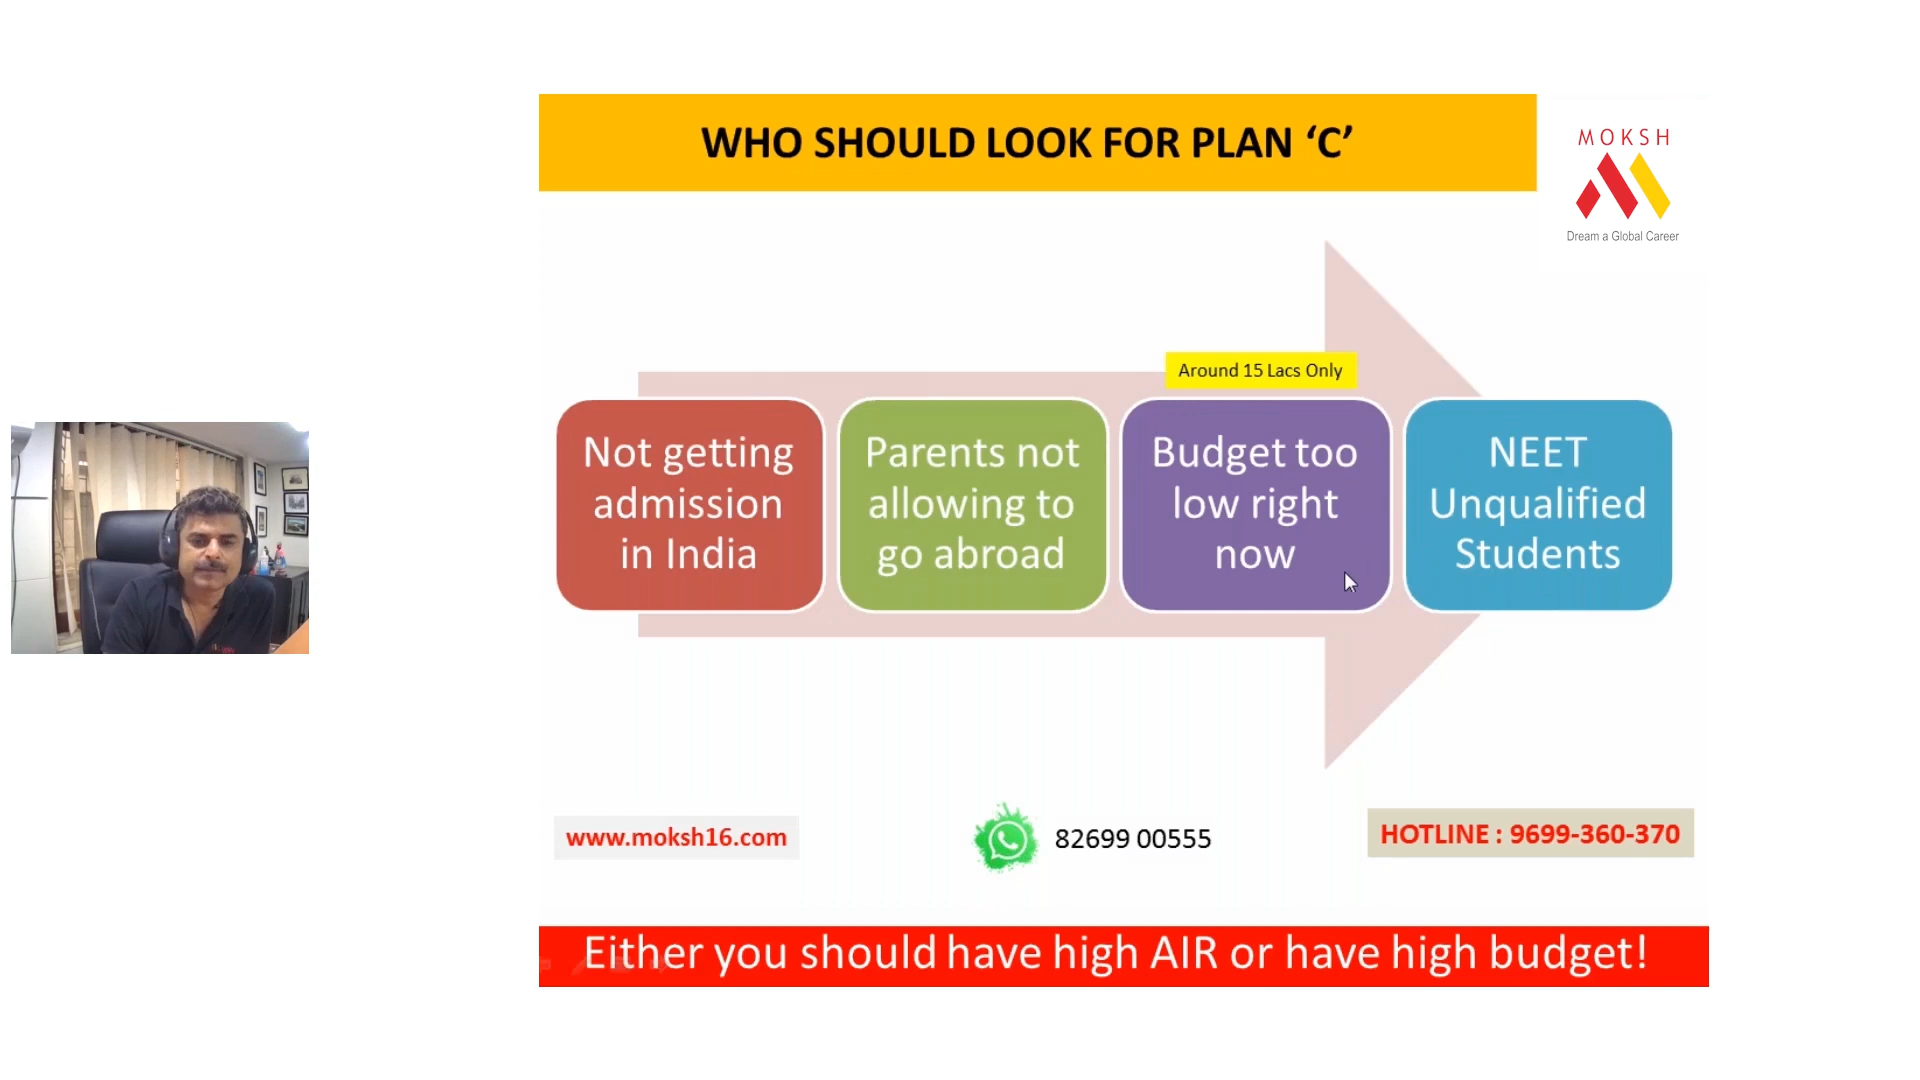 WHO SHOULD LOOK FOR PLAN ‘C’
MOKSH
Dream a Global Career
Around 15 Lacs Only
Not getting
admission
in India
Parents not
allowing to
go abroad
Budget too
low right
now
NEET
Unqualified
Students
www.moksh16.com
82699 00555
HOTLINE : 9699-360-370
Either you should have high AIR or have high budget!